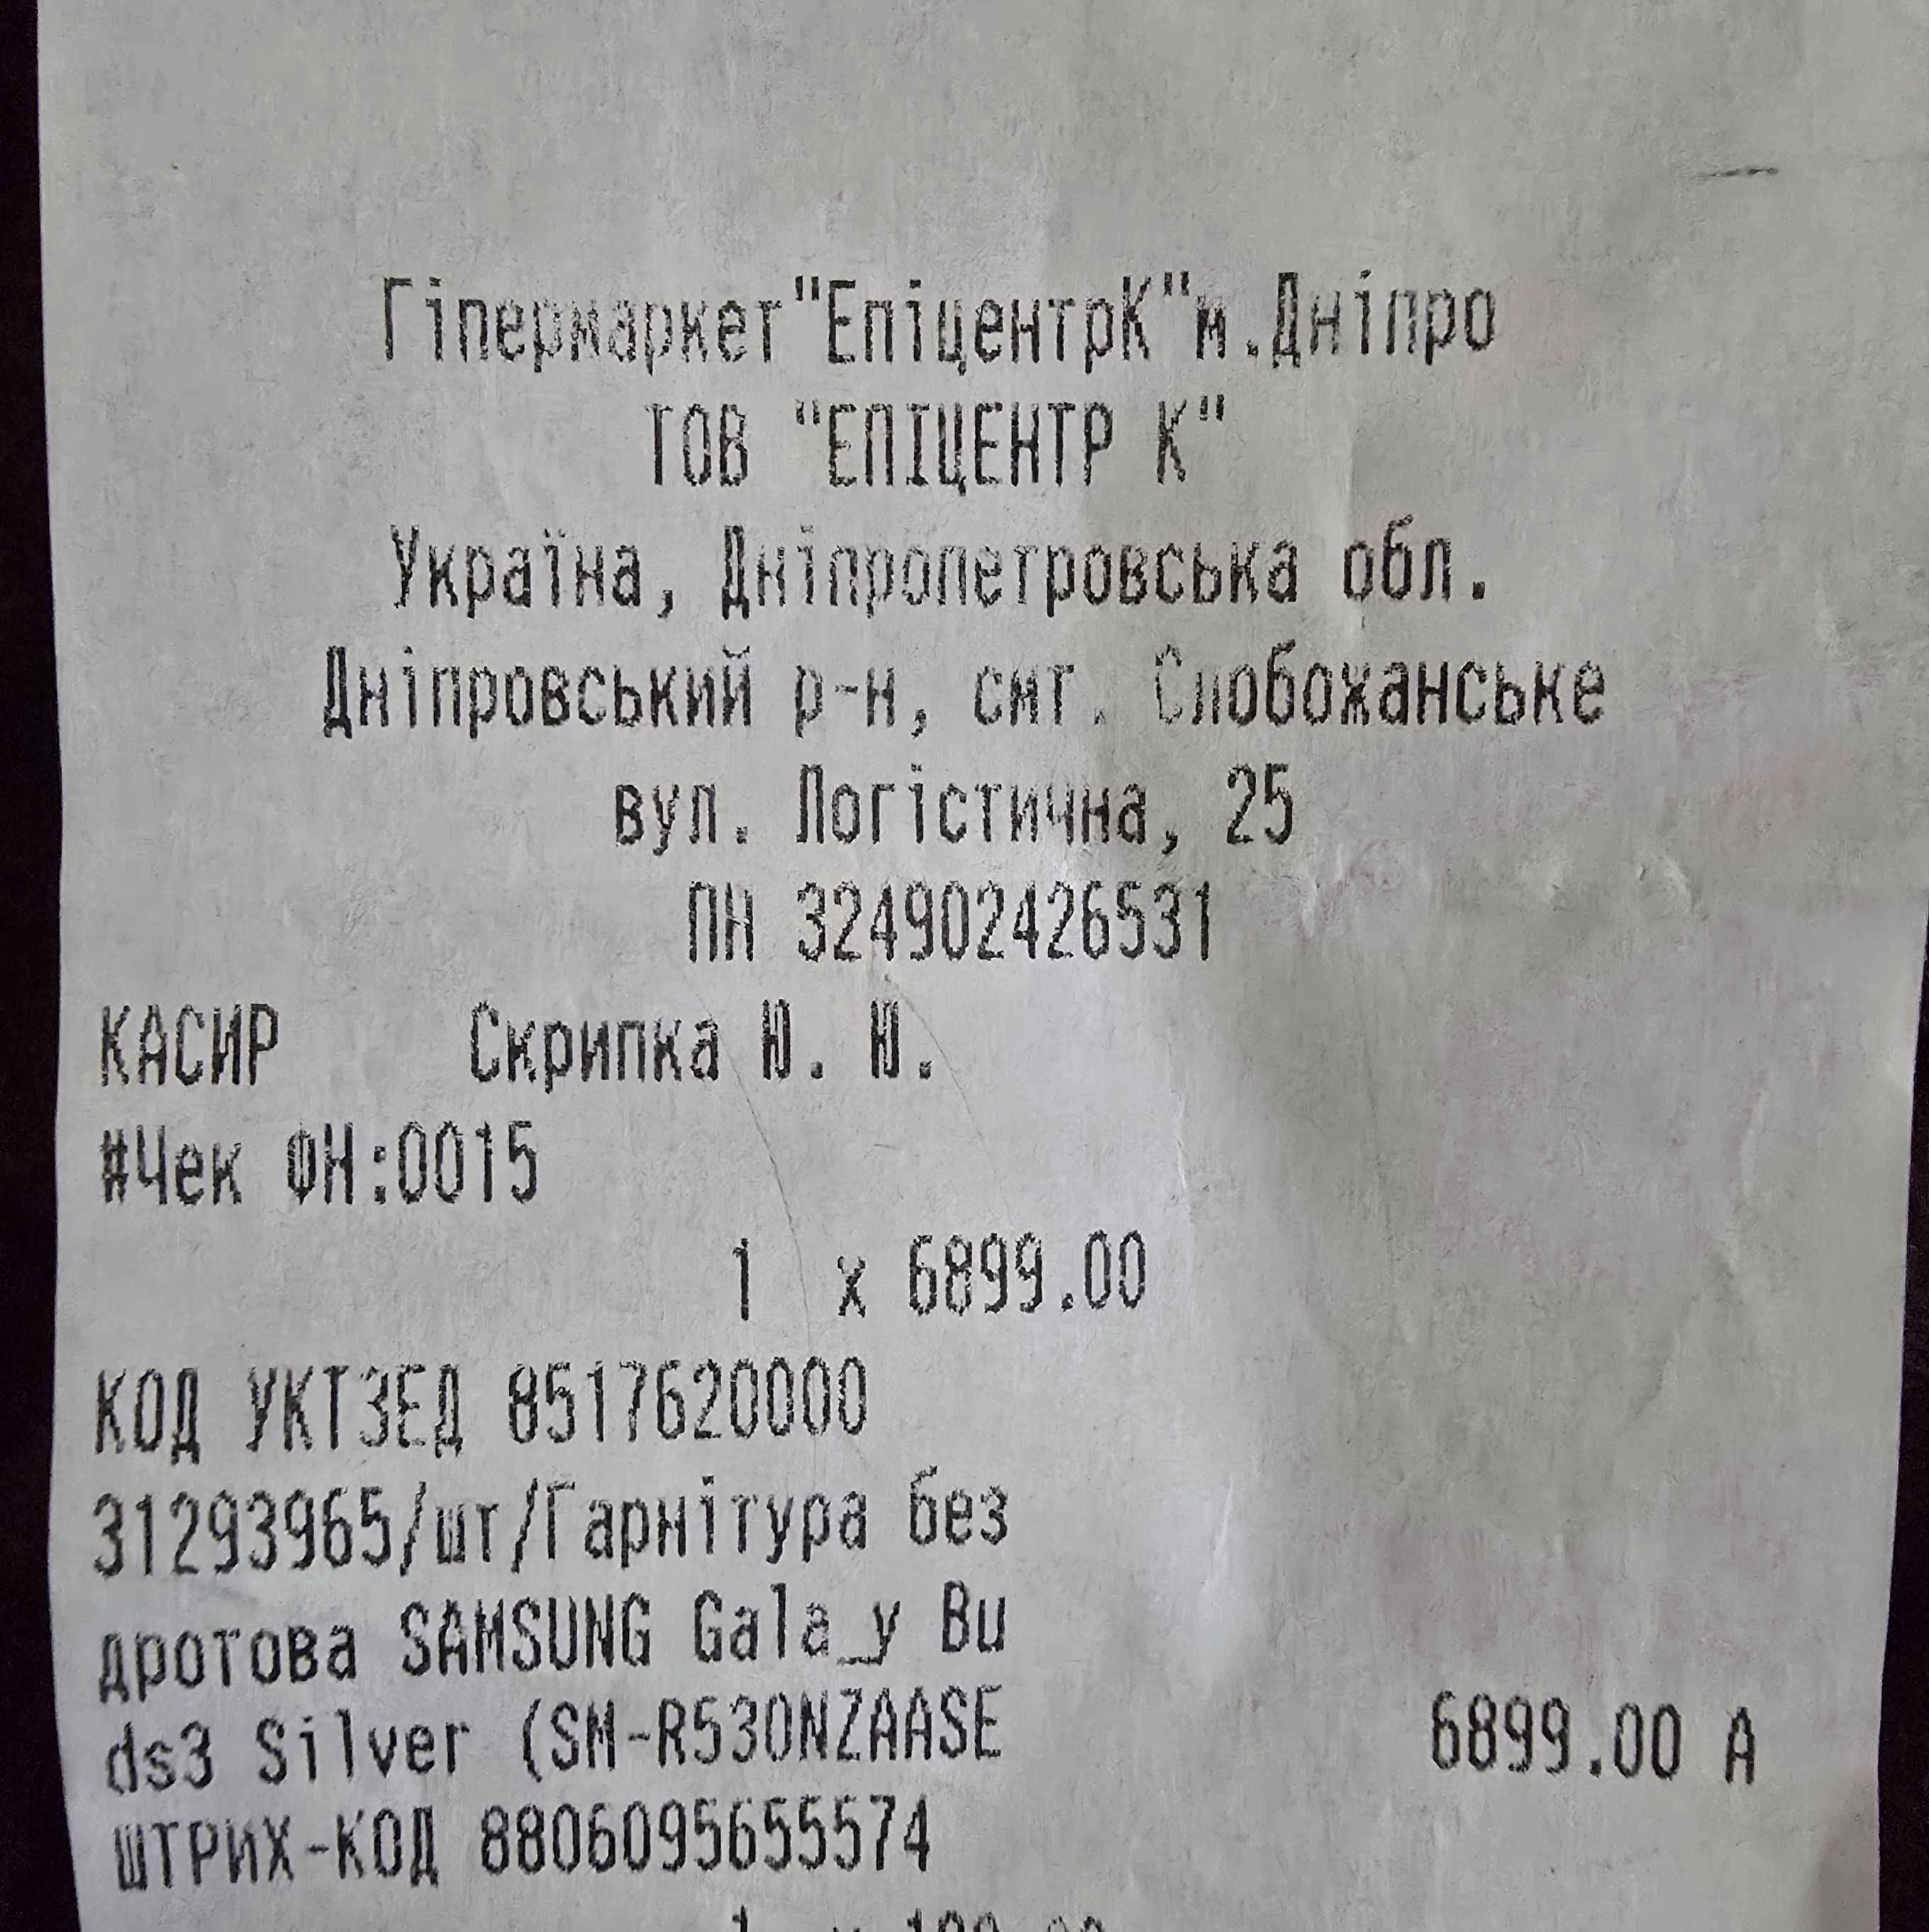 Гіпермаркет"ЕпіцентрК"м.Дніпро
ТОВ "ЕПІЦЕНТР К"
Україна, Дніпропетровська обл.
Дніпровський р-н, смт. Слобожанське
вул. Логістична, 25
ПН 324902426531
КАСИР Скрипка Ю. Ю.
#Чек ФН:0015
1 x 6899.00
КОД УКТЗЕД 8517620000
31293965/шт/Гарнітура без
дротова SAMSUNG Gala_y Bu
ds3 Silver (SM-R530NZAASE 6899.00 А
ШТРИХ-КОД 8806095655574